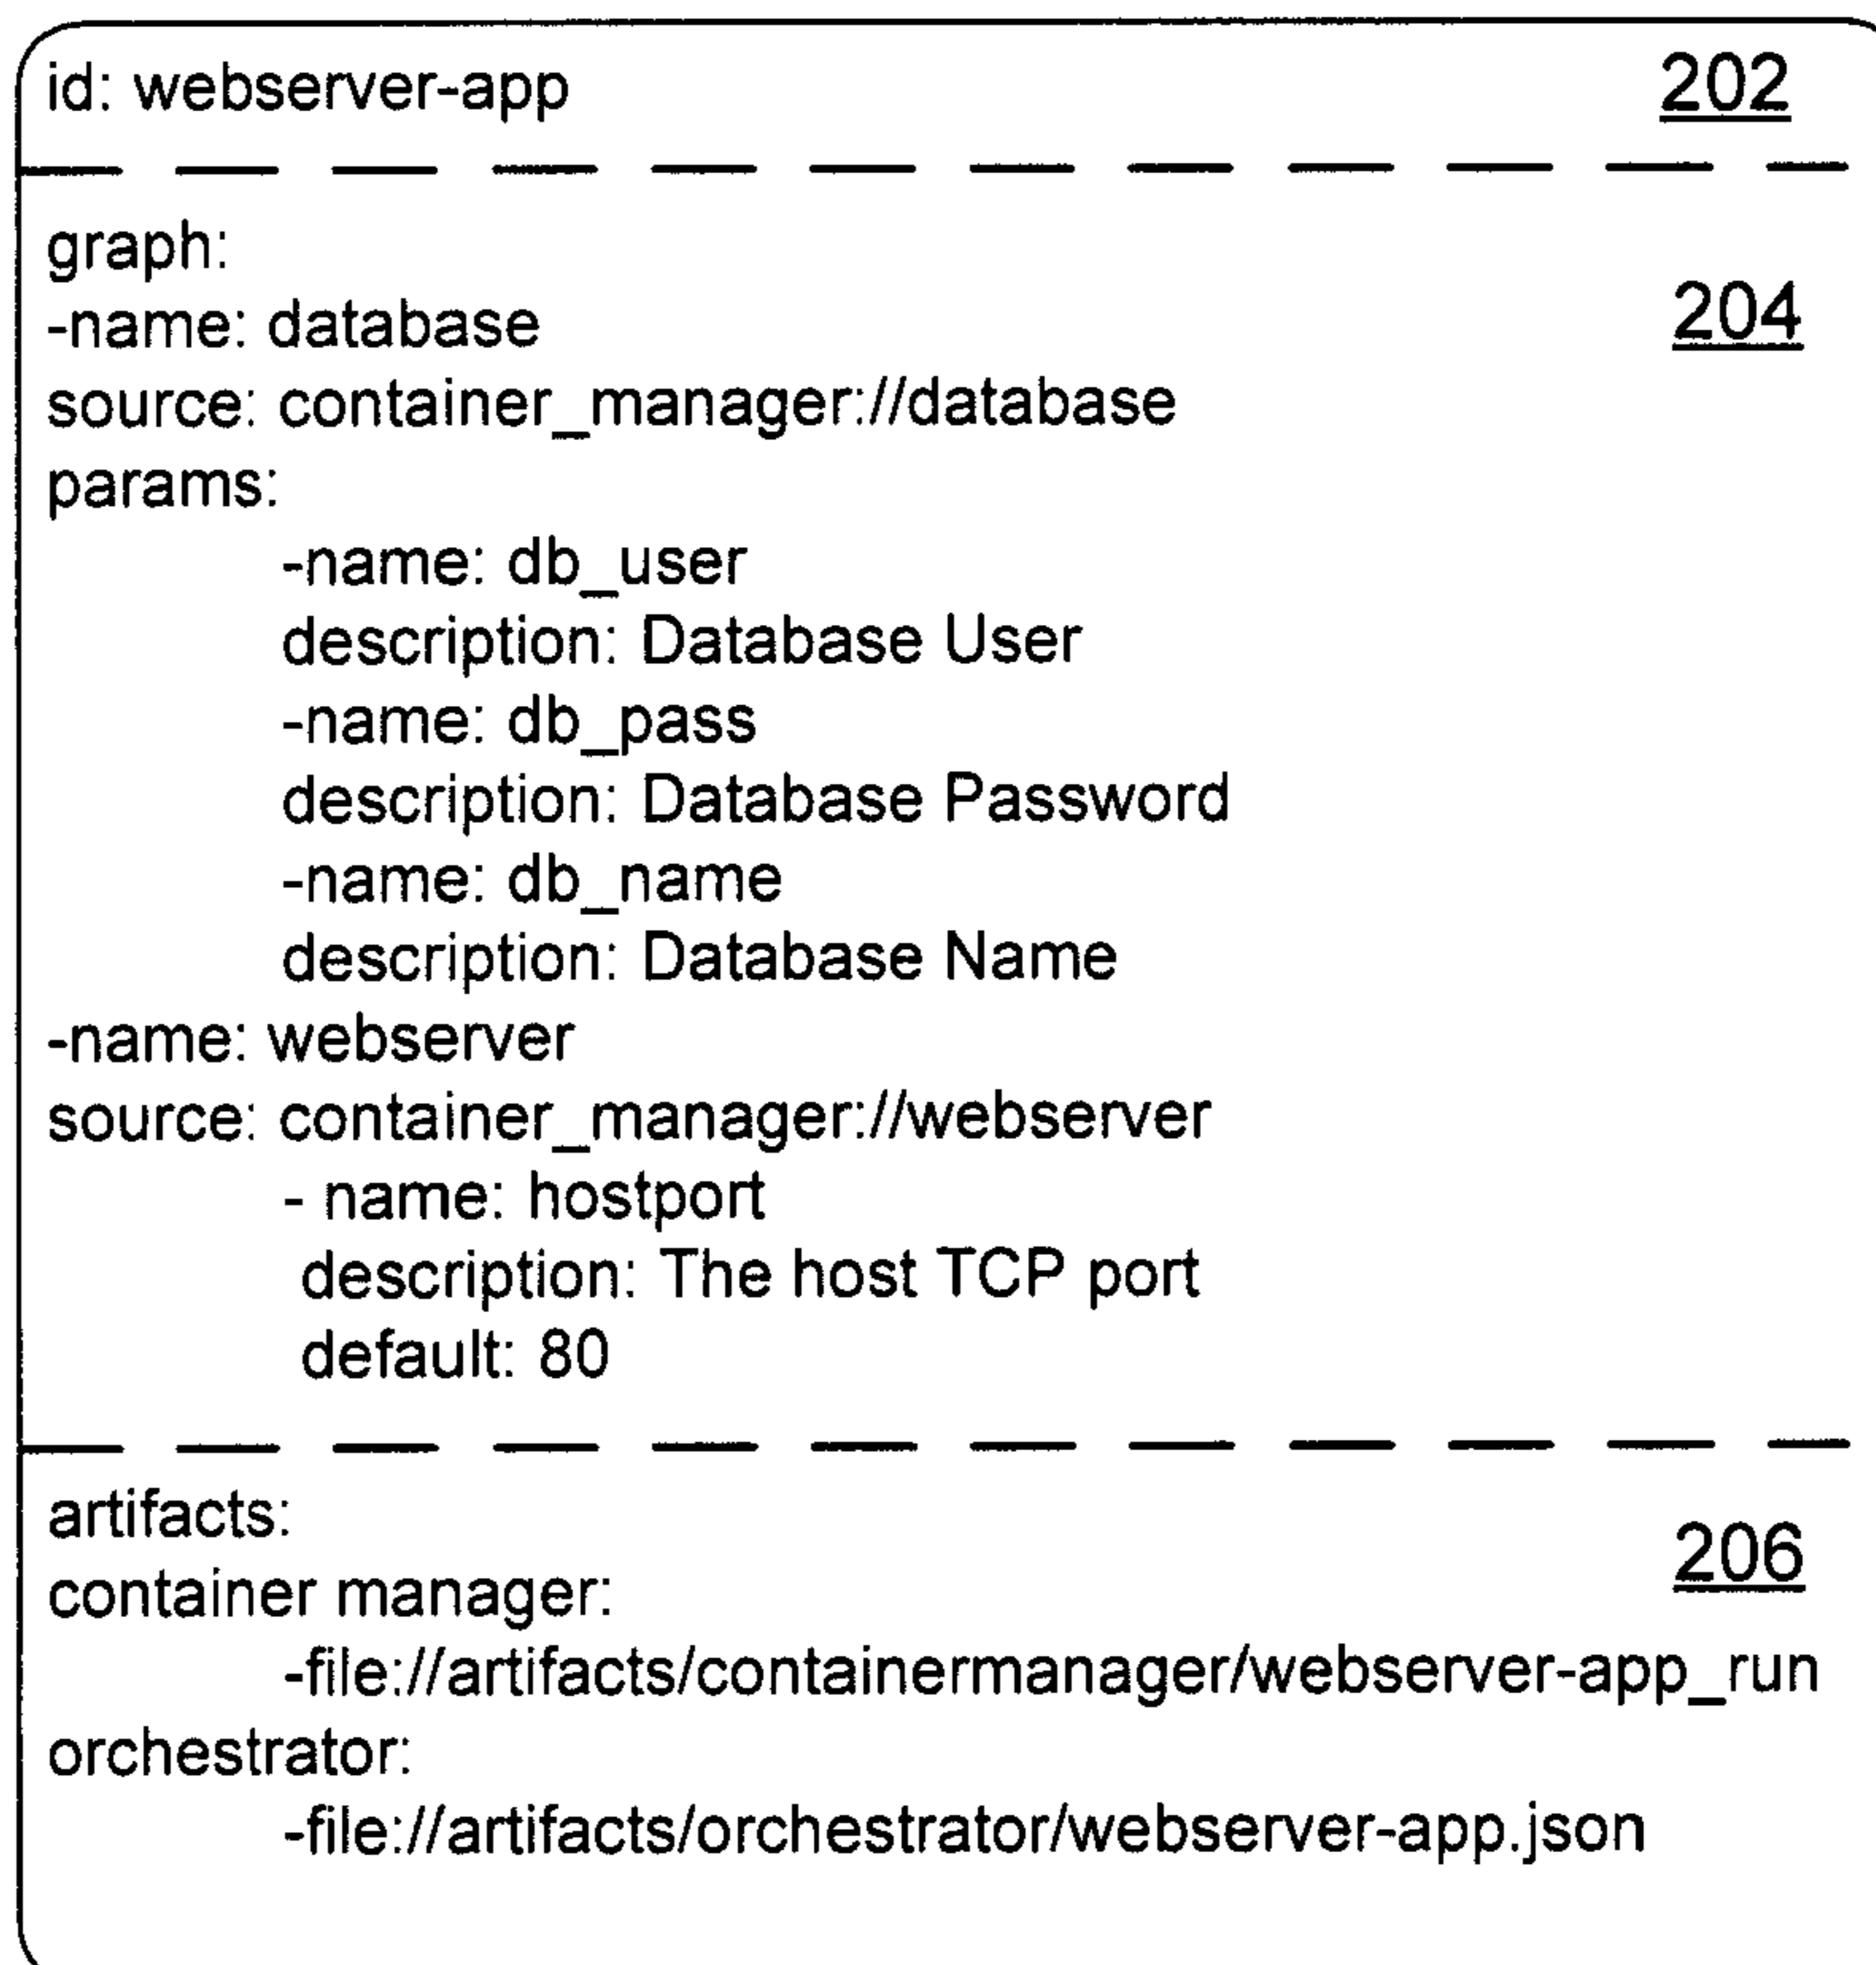 id: webserver-app 202
graph:
-name: database 204
source: container_manager://database
params:
-name: db_user
description: Database User
-name: db_pass
description: Database Password
-name: db_name
description: Database Name
-name: webserver
source: container_manager://webserver
- name: hostport
description: The host TCP port
default: 80
artifacts:
206
container manager:
-file://artifacts/containermanager/webserver-app_run
orchestrator:
-file://artifacts/orchestrator/webserver-app.json